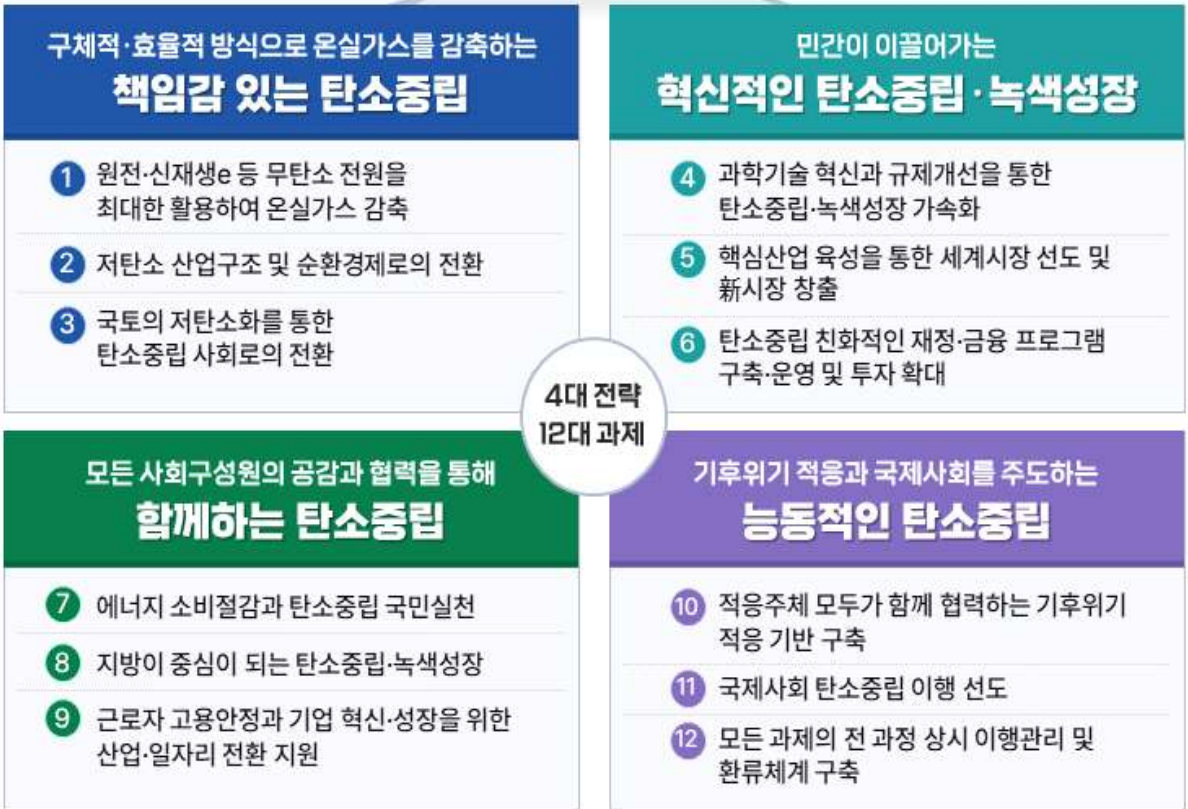 구체적·효율적 방식으로 온실가스를 감축하는
책임감 있는 탄소중립
1 원전·신재생e 등 무탄소 전원을
최대한 활용하여 온실가스 감축
2 저탄소 산업구조 및 순환경제로의 전환
3 국토의 저탄소화를 통한
탄소중립 사회로의 전환
민간이 이끌어가는
혁신적인 탄소중립·녹색성장
4 과학기술 혁신과 규제개선을 통한
탄소중립·녹색성장 가속화
5 핵심산업 육성을 통한 세계시장 선도 및
新시장 창출
6 탄소중립 친화적인 재정·금융 프로그램
구축·운영 및 투자 확대
4대 전략
12대 과제
모든 사회구성원의 공감과 협력을 통해
함께하는 탄소중립
7 에너지 소비절감과 탄소중립 국민실천
8 지방이 중심이 되는 탄소중립·녹색성장
9 근로자 고용안정과 기업 혁신·성장을 위한
산업·일자리 전환 지원
기후위기 적응과 국제사회를 주도하는
능동적인 탄소중립
10 적응주체 모두가 함께 협력하는 기후위기
적응 기반 구축
11 국제사회 탄소중립 이행 선도
12 모든 과제의 전 과정 상시 이행관리 및
환류체계 구축